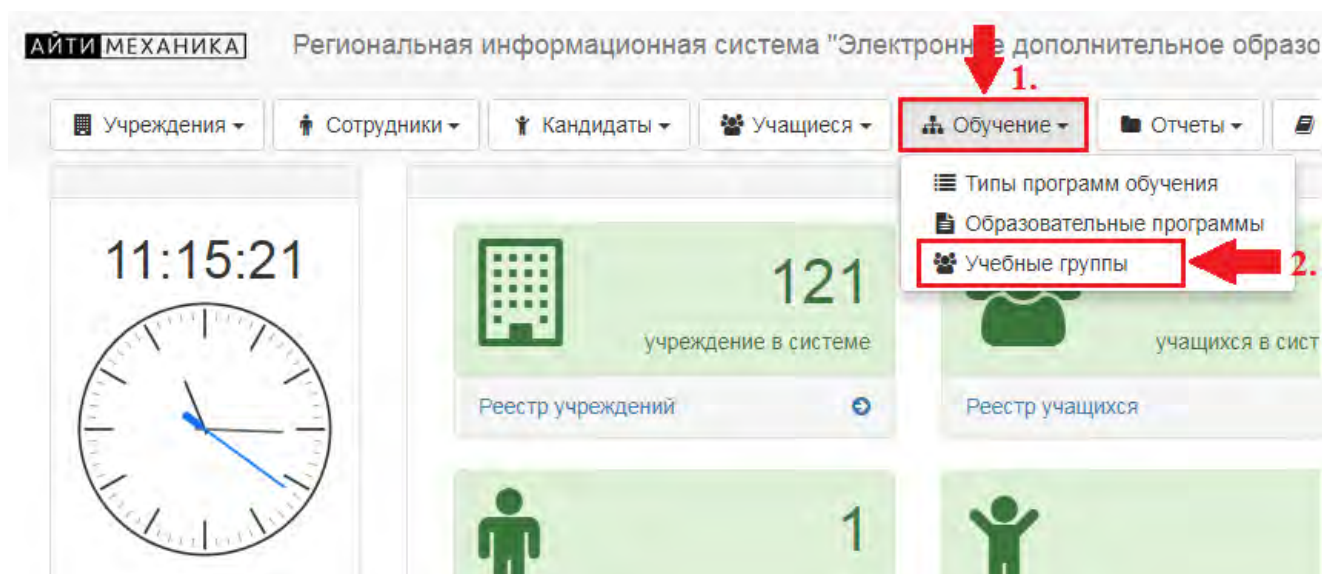 АЙТИ МЕХАНИКА Региональная информационная система "Электронное дополнительное образо
1.
Учреждения Сотрудники Кандидаты Учащиеся Обучение Отчеты
Типы программ обучения
Образовательные программы
Учебные группы 2.
11:15:21
121
учреждение в системе учащихся в сист
Реестр учреждений Реестр учащихся
1